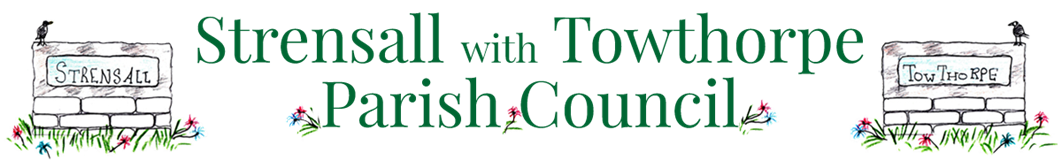 Strensall with Towthorpe
Parish Council
STRENSALL
TOWTHORPE